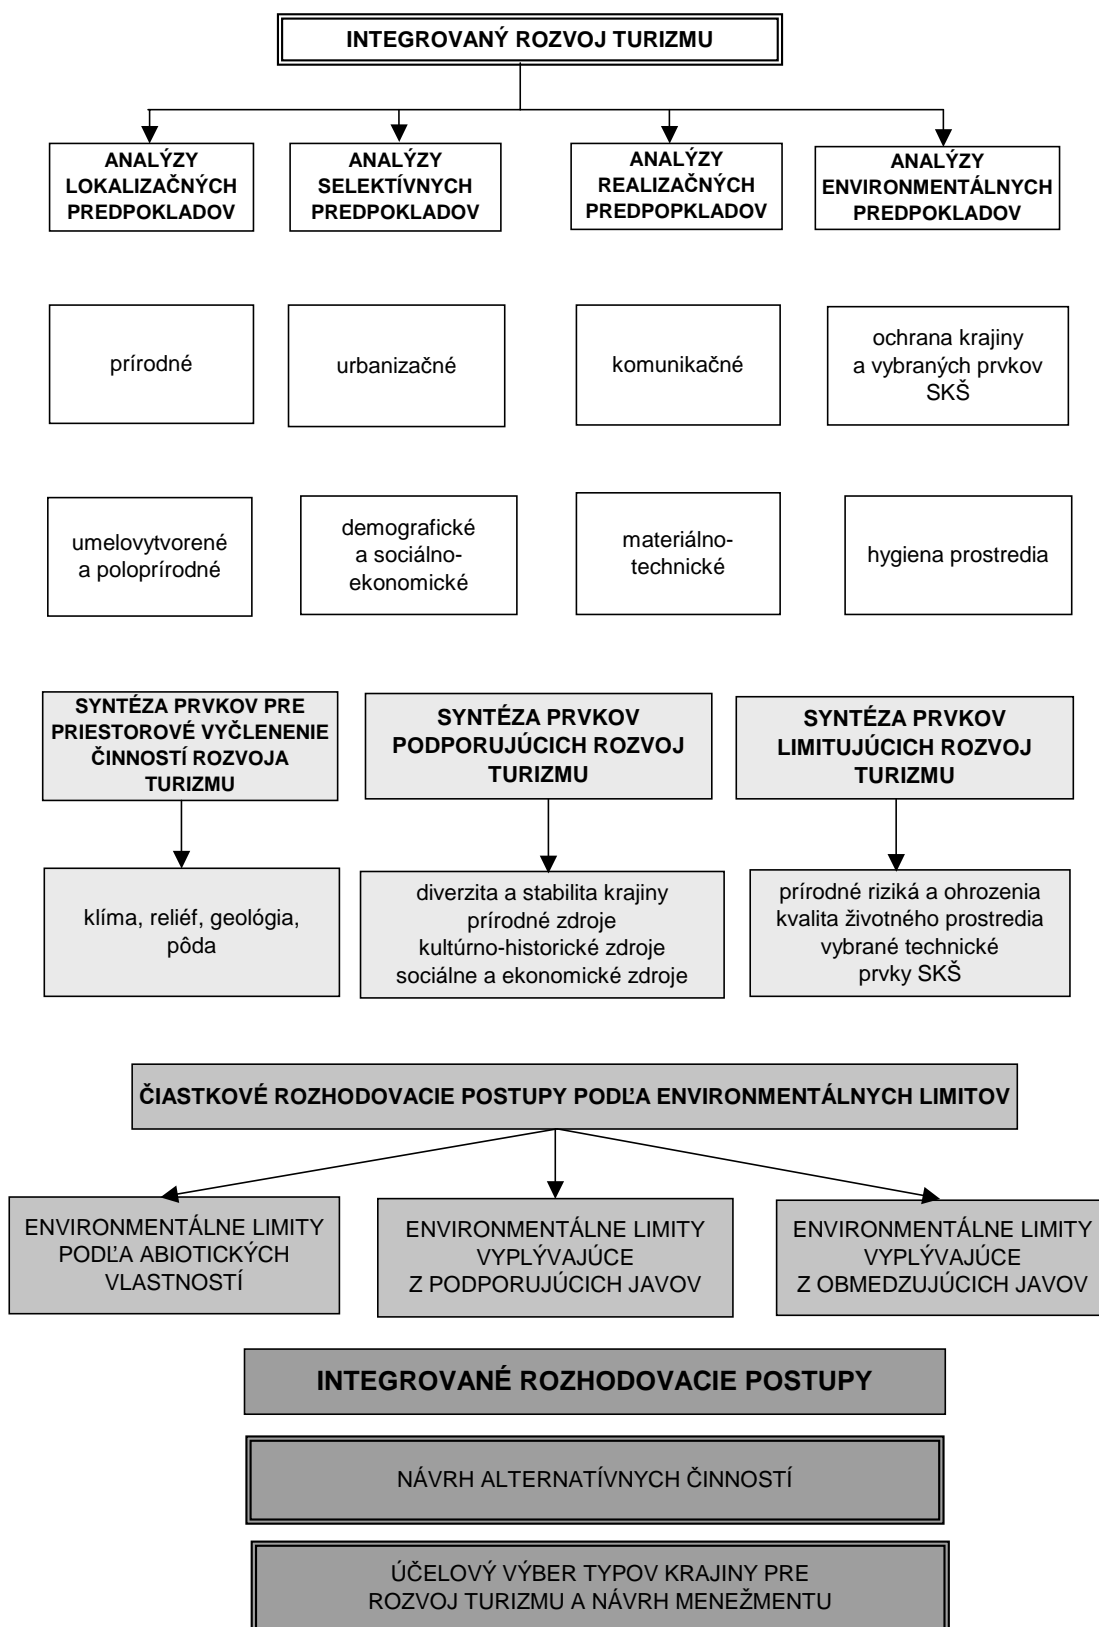 INTEGROVANÝ ROZVOJ TURIZMU
ANALÝZY
LOKALIZAČNÝCH
PREDPOKLADOV
ANALÝZY
SELEKTÍVNYCH
PREDPOKLADOV
ANALÝZY
REALIZAČNÝCH
PREDPOPKLADOV
ANALÝZY
ENVIRONMENTÁLNYCH
PREDPOKLADOV
prírodné
urbanizačné
komunikačné
ochrana krajiny
a vybraných prvkov
SKŠ
umelovytvorené
a poloprírodné
demografické
a sociálno-
ekonomické
materiálno-
technické
hygiena prostredia
SYNTÉZA PRVKOV PRE
PRIESTOROVÉ VYČLENENIE
ČINNOSTÍ ROZVOJA
TURIZMU
SYNTÉZA PRVKOV
PODPORUJÚCICH ROZVOJ
TURIZMU
SYNTÉZA PRVKOV
LIMITUJÚCICH ROZVOJ
TURIZMU
klíma, reliéf, geológia,
pôda
diverzita a stabilita krajiny
prírodné zdroje
kultúrno-historické zdroje
sociálne a ekonomické zdroje
prírodné riziká a ohrozenia
kvalita životného prostredia
vybrané technické
prvky SKŠ
ČIASTKOVÉ ROZHODOVACIE POSTUPY PODĽA ENVIRONMENTÁLNYCH LIMITOV
ENVIRONMENTÁLNE LIMITY
PODĽA ABIOTICKÝCH
VLASTNOSTÍ
ENVIRONMENTÁLNE LIMITY
VYPLÝVAJÚCE
Z PODPORUJÚCICH JAVOV
ENVIRONMENTÁLNE LIMITY
VYPLÝVAJÚCE
Z OBMEDZUJÚCICH JAVOV
INTEGROVANÉ ROZHODOVACIE POSTUPY
NÁVRH ALTERNATÍVNYCH ČINNOSTÍ
ÚČELOVÝ VÝBER TYPOV KRAJINY PRE
ROZVOJ TURIZMU A NÁVRH MENEŽMENTU